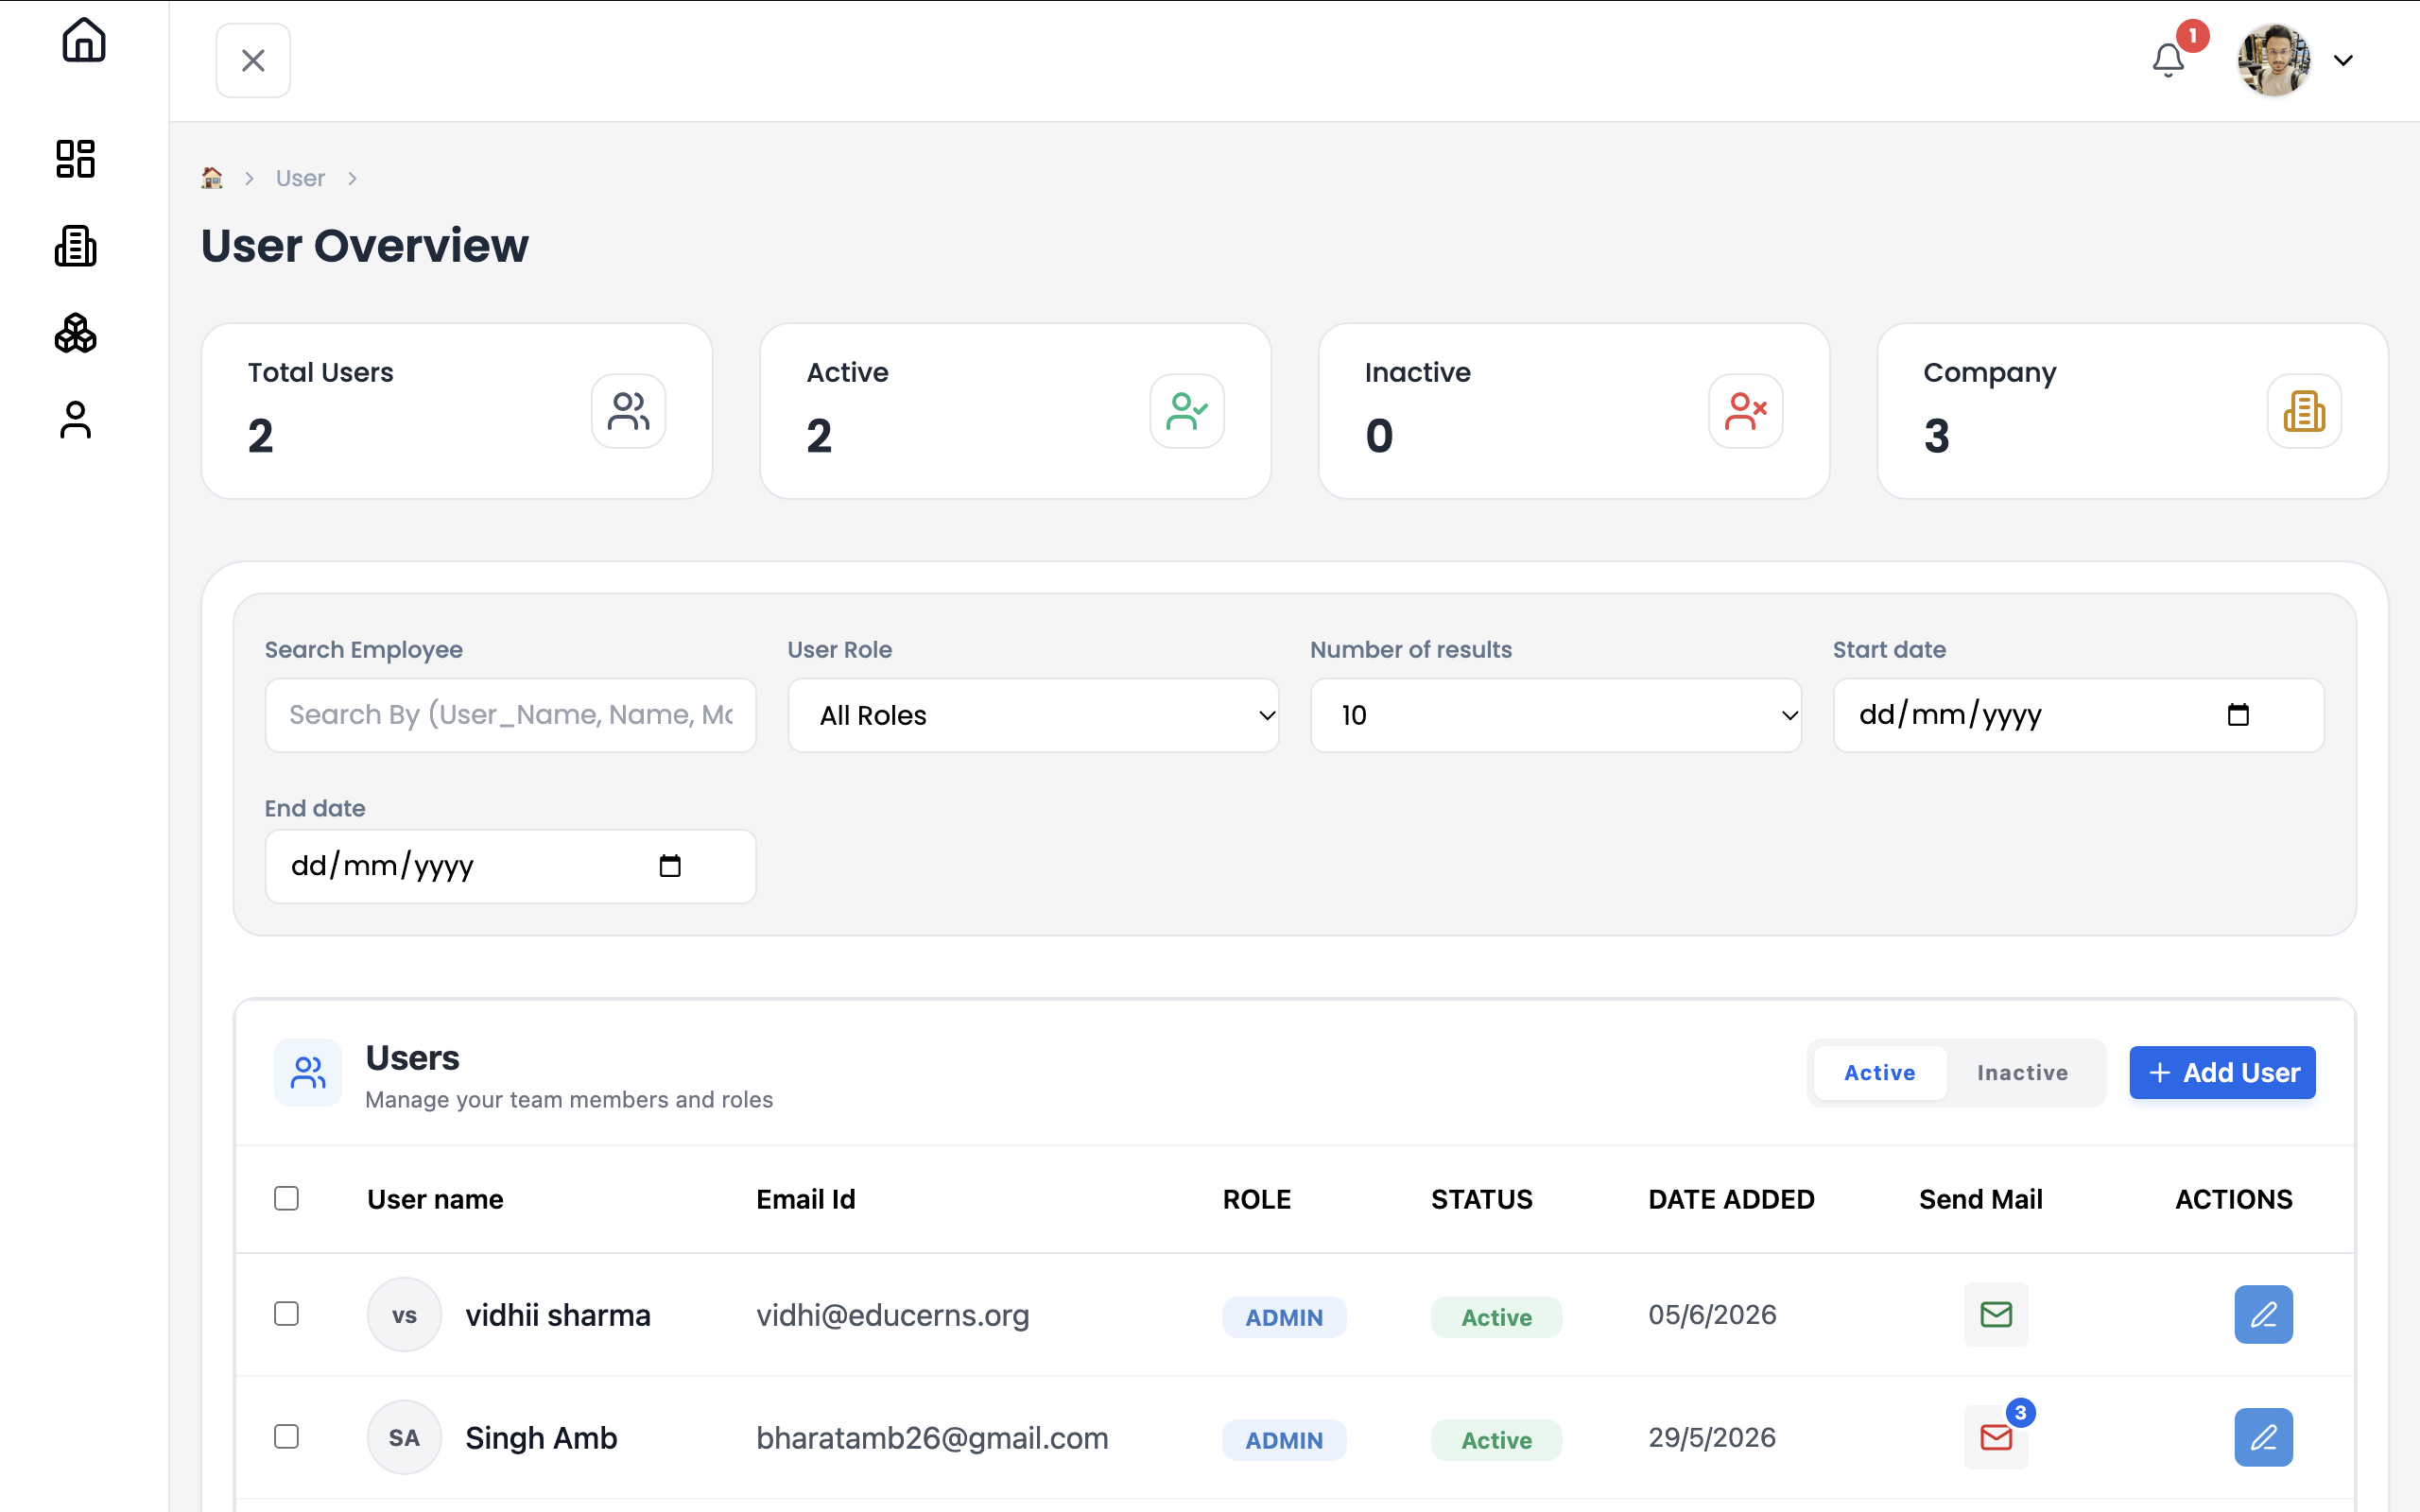 1
User
User Overview
Total Users
2
Active
2
Inactive
0
Company
3
Search Employee
Search By (User_Name, Name, Mo
User Role
All Roles
Number of results
10
Start date
dd/mm/yyyy
End date
dd/mm/yyyy
Users
Manage your team members and roles
Active
Inactive
+ Add User
User name Email Id ROLE STATUS DATE ADDED Send Mail ACTIONS
vs vidhii sharma vidhi@educerns.org ADMIN Active 05/6/2026
SA Singh Amb bharatamb26@gmail.com ADMIN Active 29/5/2026 3